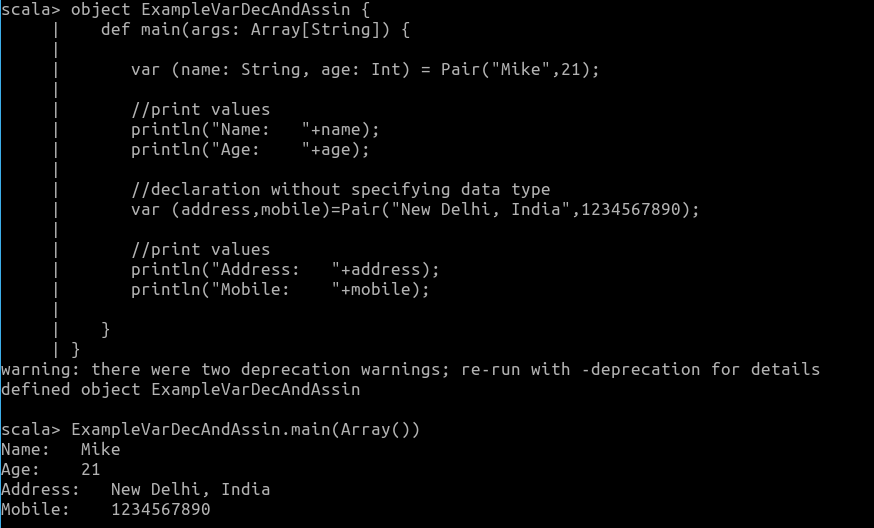 scala> object ExampleVarDecAndAssin {
     |    def main(args: Array[String]) {
     |
     |       var (name: String, age: Int) = Pair("Mike",21);
     |
     |       //print values
     |       println("Name:   "+name);
     |       println("Age:    "+age);
     |
     |       //declaration without specifying data type
     |       var (address,mobile)=Pair("New Delhi, India",1234567890);
     |
     |       //print values
     |       println("Address:   "+address);
     |       println("Mobile:    "+mobile);
     |
     |    }
     | }
warning: there were two deprecation warnings; re-run with -deprecation for details
defined object ExampleVarDecAndAssin

scala> ExampleVarDecAndAssin.main(Array())
Name:   Mike
Age:    21
Address:   New Delhi, India
Mobile:    1234567890